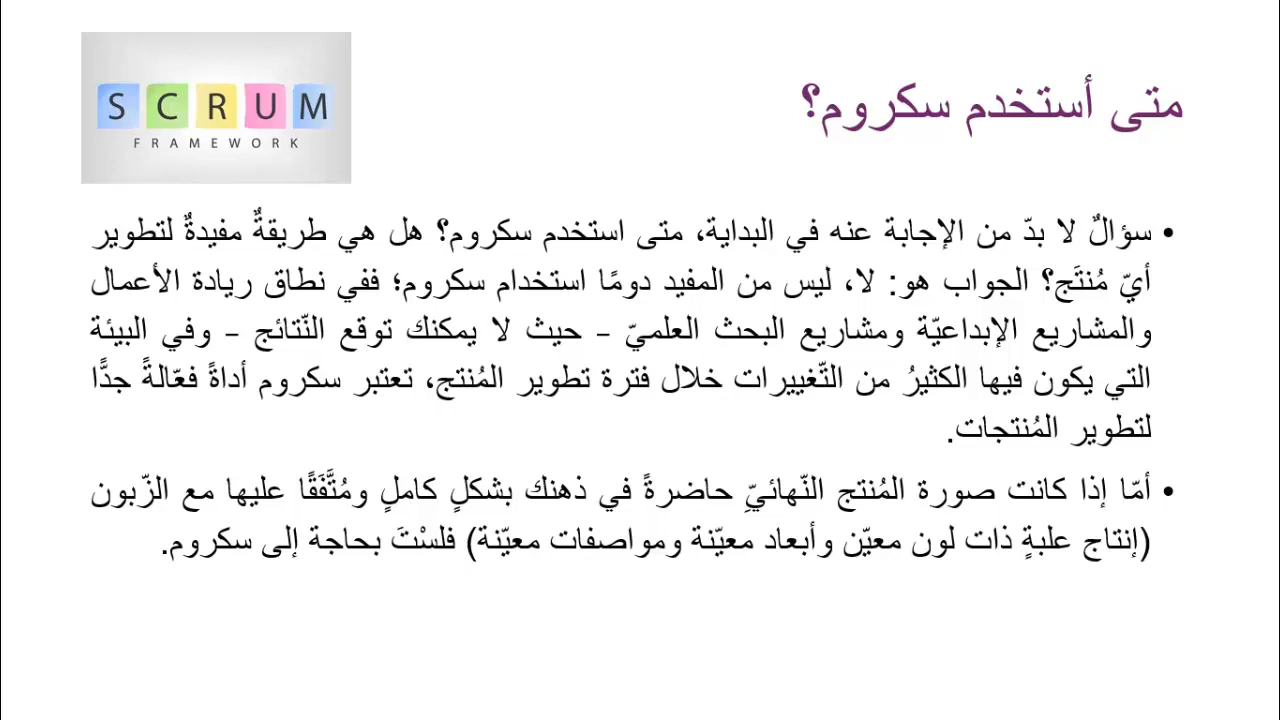 SCRUM
FRAMEWORK
متى أستخدم سكروم؟
• سؤالٌ لا بدّ من الإجابة عنه في البداية، متى استخدم سكروم؟ هل هي طريقةٌ مفيدةٌ لتطوير
أيّ مُنتَج؟ الجواب هو: لا، ليس من المفيد دومًا استخدام سكروم؛ ففي نطاق ريادة الأعمال
والمشاريع الإبداعيّة ومشاريع البحث العلميّ – حيث لا يمكنك توقع النّتائج – وفي البيئة
التي يكون فيها الكثيرُ من التّغييرات خلال فترة تطوير المُنتج، تعتبر سكروم أداةً فعّالةً جدًّا
لتطوير المُنتجات.
• أمّا إذا كانت صورة المُنتج النّهائيِّ حاضرةً في ذهنك بشكلٍ كاملٍ ومُتَّفَقًا عليها مع الزّبون
(إنتاج علبةٍ ذات لون معيّن وأبعاد معيّنة ومواصفات معيّنة) فلسْتَ بحاجة إلى سكروم.